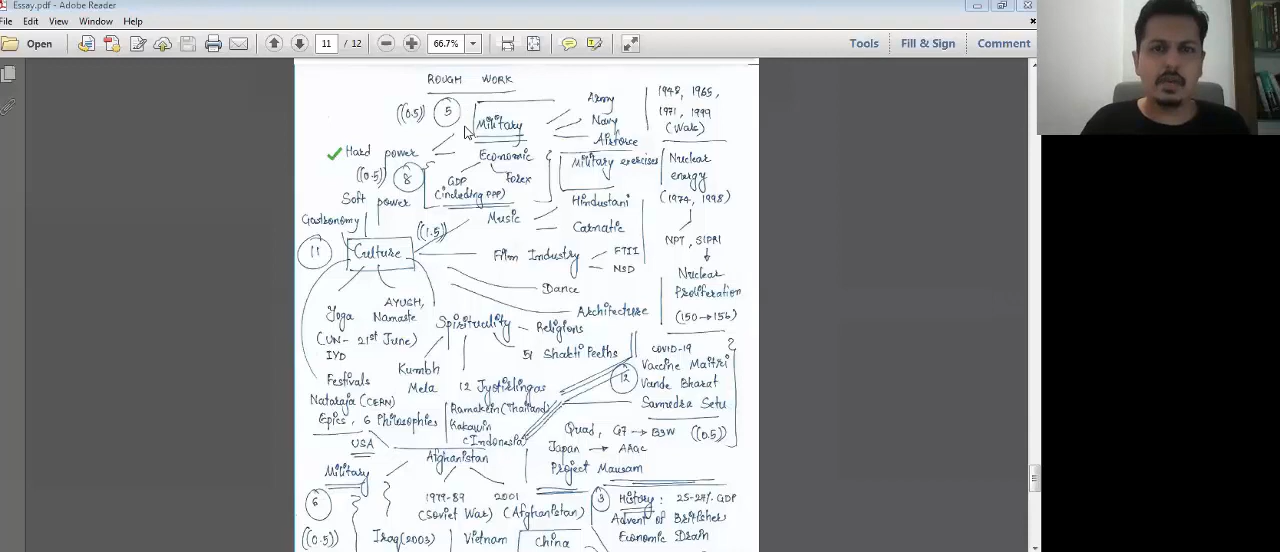 Essay.pdf - Adobe Reader
File Edit View Window Help
Open 11 / 12 66.7% Tools Fill & Sign Comment
ROUGH WORK
((0.5)) 5 Military Army 1948, 1965,
Navy 1971, 1999
Airforce (Wars)
Hard power Economic Military exercises Nuclear
((0.5)) 8 GDP Forex energy
Soft power (including PPP) Hindustani (1974, 1998)
Gastronomy Music
((1.5)) Carnatic NPT, SIPRI
11 Culture Film Industry FTII
NSD Nuclear
Dance Proliferation
AYUSH, Architecture (150→156)
Yoga Namaste Spirituality Religions
(UN- 21st June) 51 Shakti Peeths COVID-19
IYD Kumbh 12 Vaccine Maitri
Festivals Mela 12 Jyotirlingas Vande Bharat
Nataraja (CERN) Samudra Setu
Epics, 6 Philosophies Ramakein (Thailand)
Kakawin Quad, G7 → B3W ((0.5))
USA (Indonesia) Japan → AAGC
Afghanistan Project Mausam
Military
1979-89 2001 3 History: 25-27% GDP
6 (Soviet War) (Afghanistan) Advent of Britisher
((0.5)) Iraq (2003) Vietnam China Economic Drain